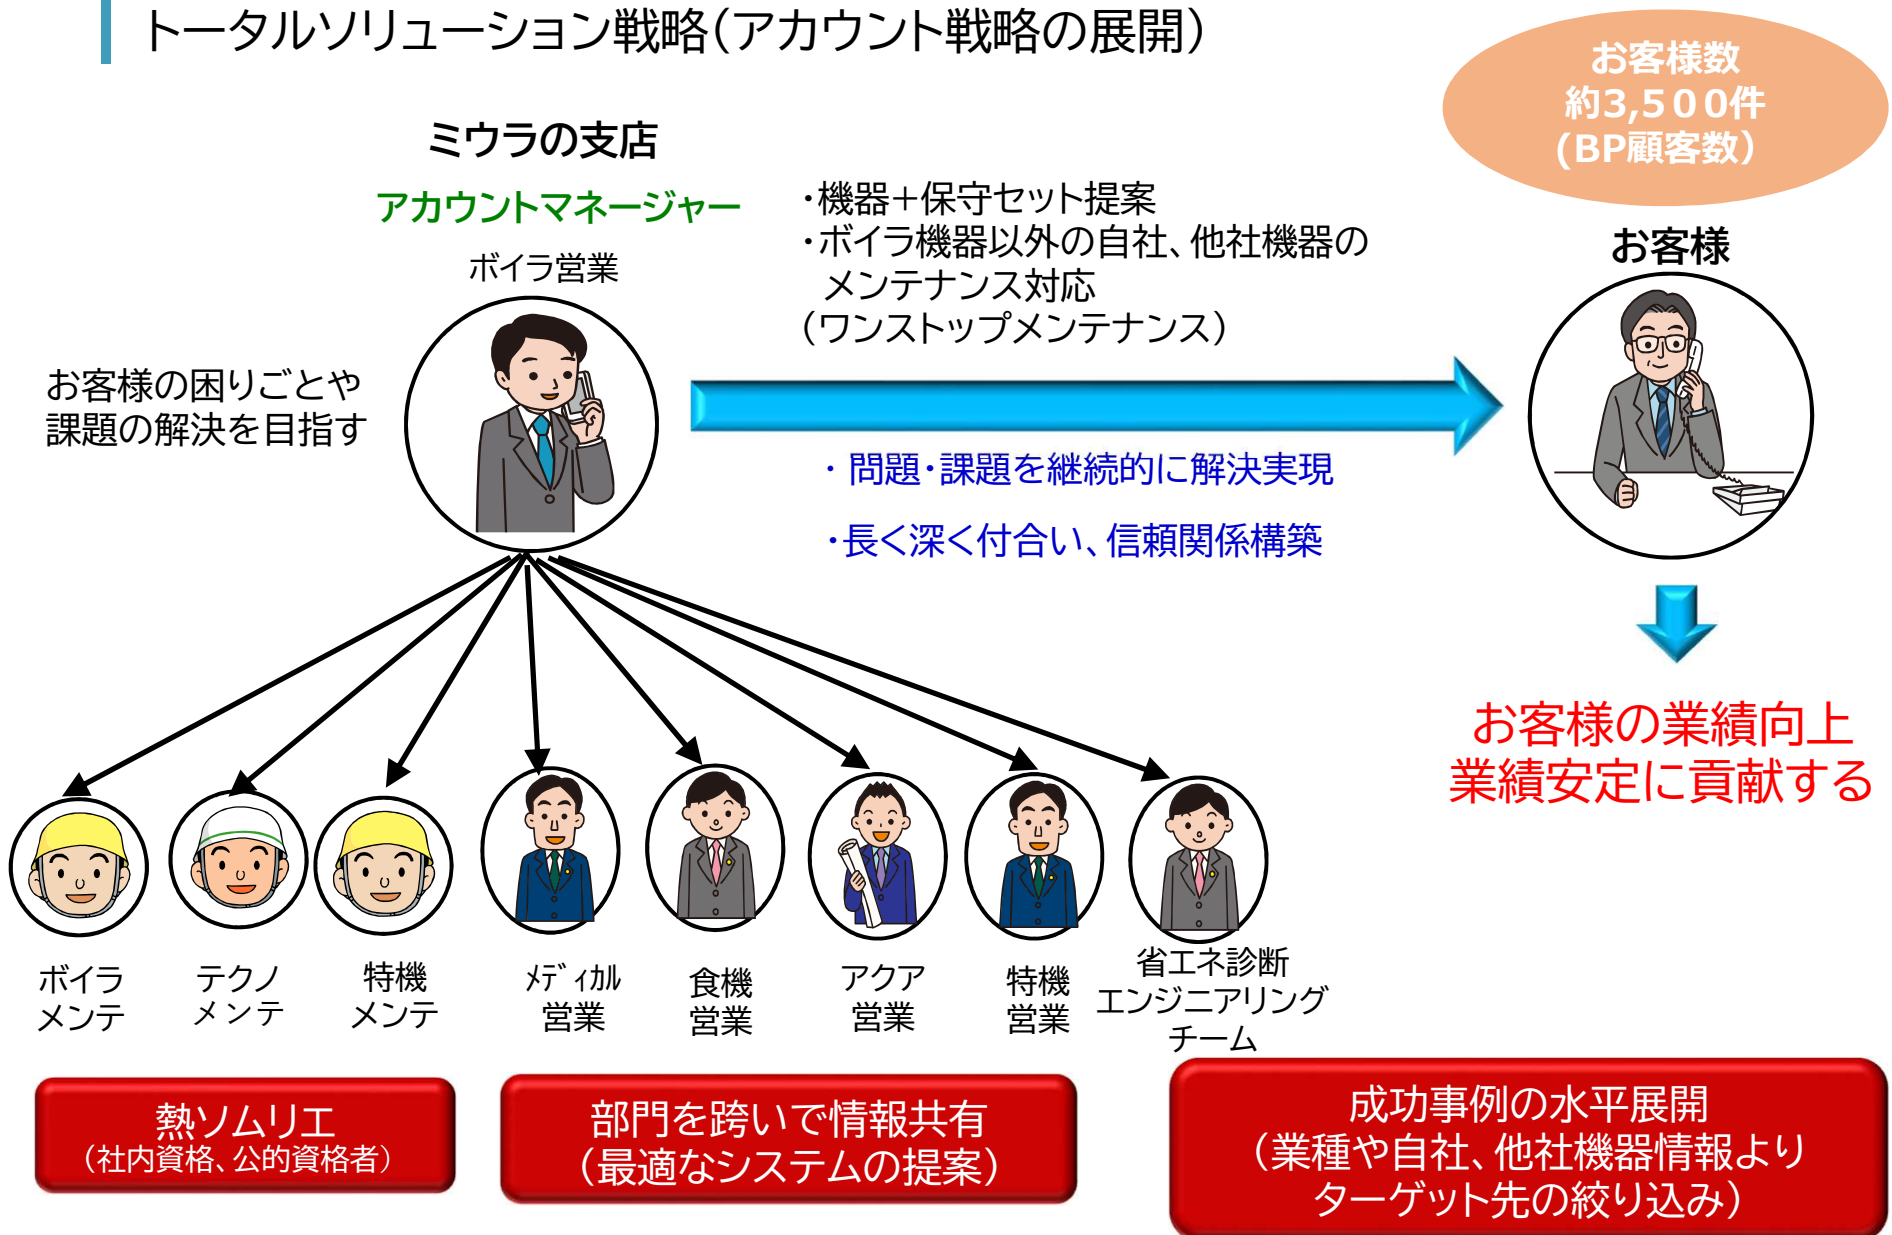 トータルソリューション戦略(アカウント戦略の展開)
お客様数
約3,500件
(BP顧客数)
ミウラの支店
アカウントマネージャー
ボイラ営業
・機器+保守セット提案
・ボイラ機器以外の自社、他社機器の
メンテナンス対応
(ワンストップメンテナンス)
お客様
お客様の困りごとや
課題の解決を目指す
・問題・課題を継続的に解決実現
・長く深く付合い、信頼関係構築
お客様の業績向上
業績安定に貢献する
ボイラ
メンテ
テクノ
メンテ
特機
メンテ
ﾒﾃﾞｨｶﾙ
営業
食機
営業
アクア
営業
特機
営業
省エネ診断
エンジニアリング
チーム
熱ソムリエ
(社内資格、公的資格者)
部門を跨いで情報共有
(最適なシステムの提案)
成功事例の水平展開
(業種や自社、他社機器情報より
ターゲット先の絞り込み)